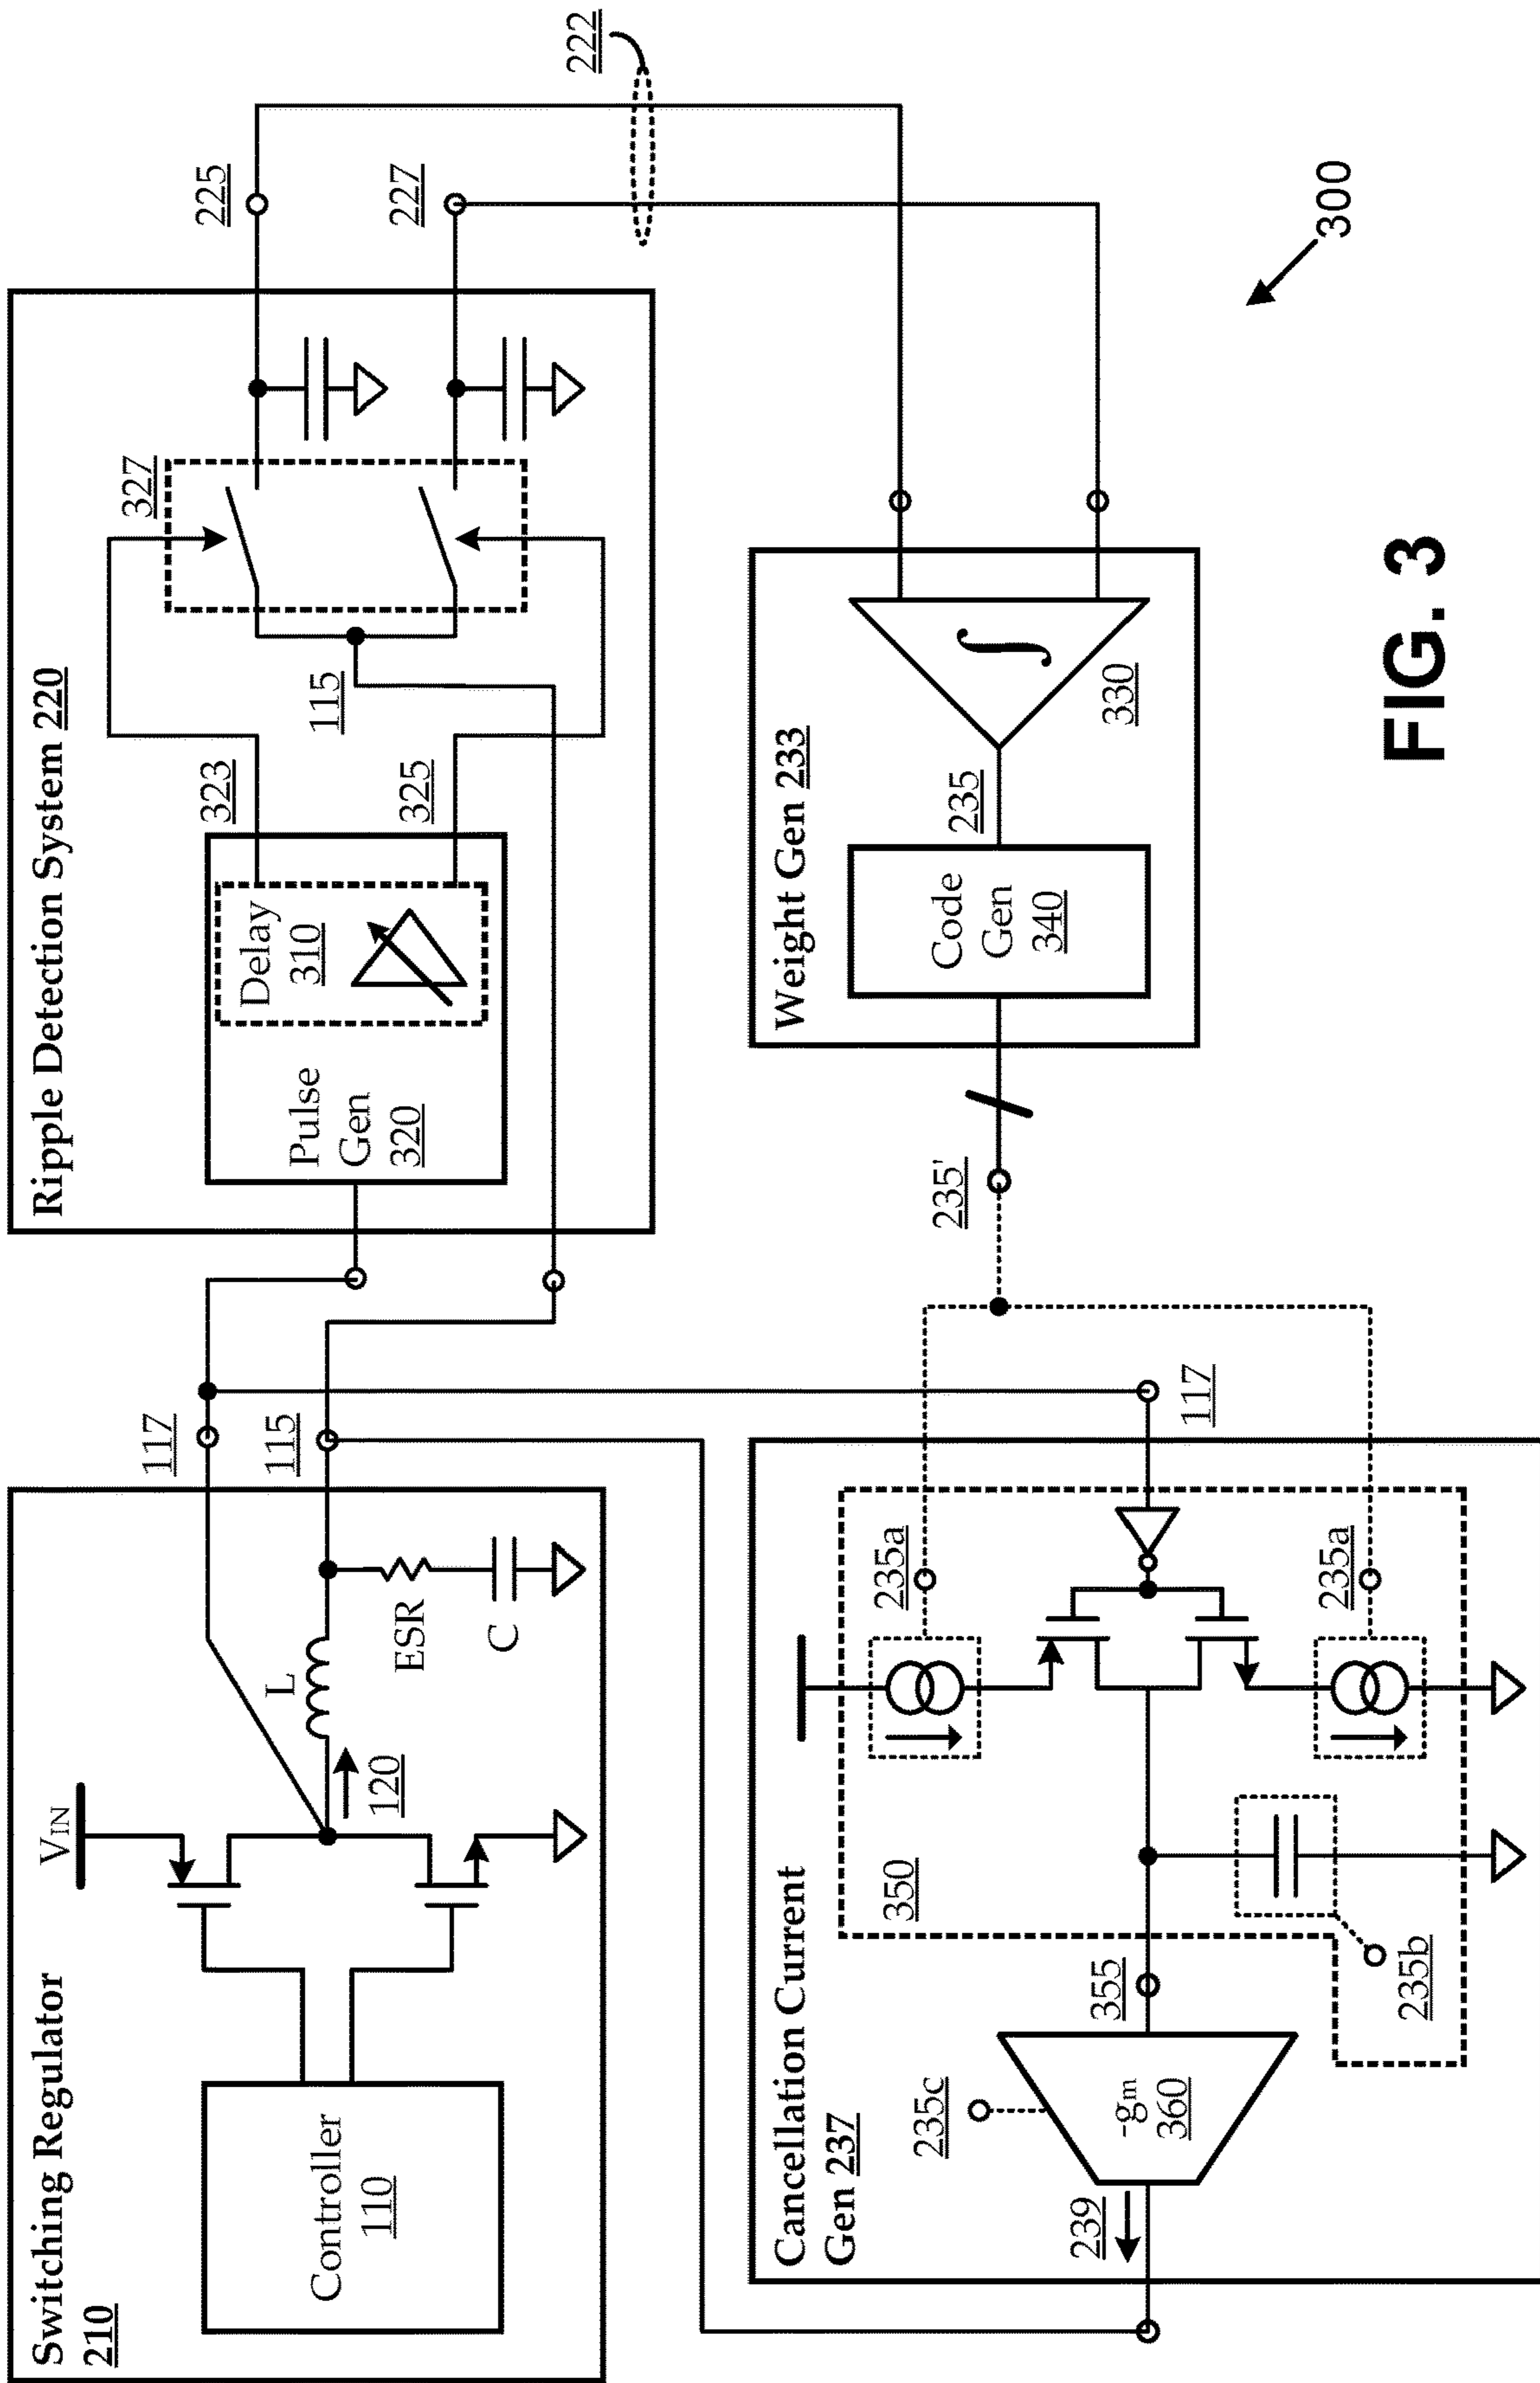 Switching Regulator
210
Controller
110
VIN
120
L
ESR
C
117
115
Ripple Detection System 220
Pulse
Gen
320
Delay
310
323
325
115
327
225
227
222
Cancellation Current
Gen 237
239
235c
-gm
360
355
350
235b
235a
235a
117
235'
Weight Gen 233
Code
Gen
340
235
∫
330
300
FIG. 3